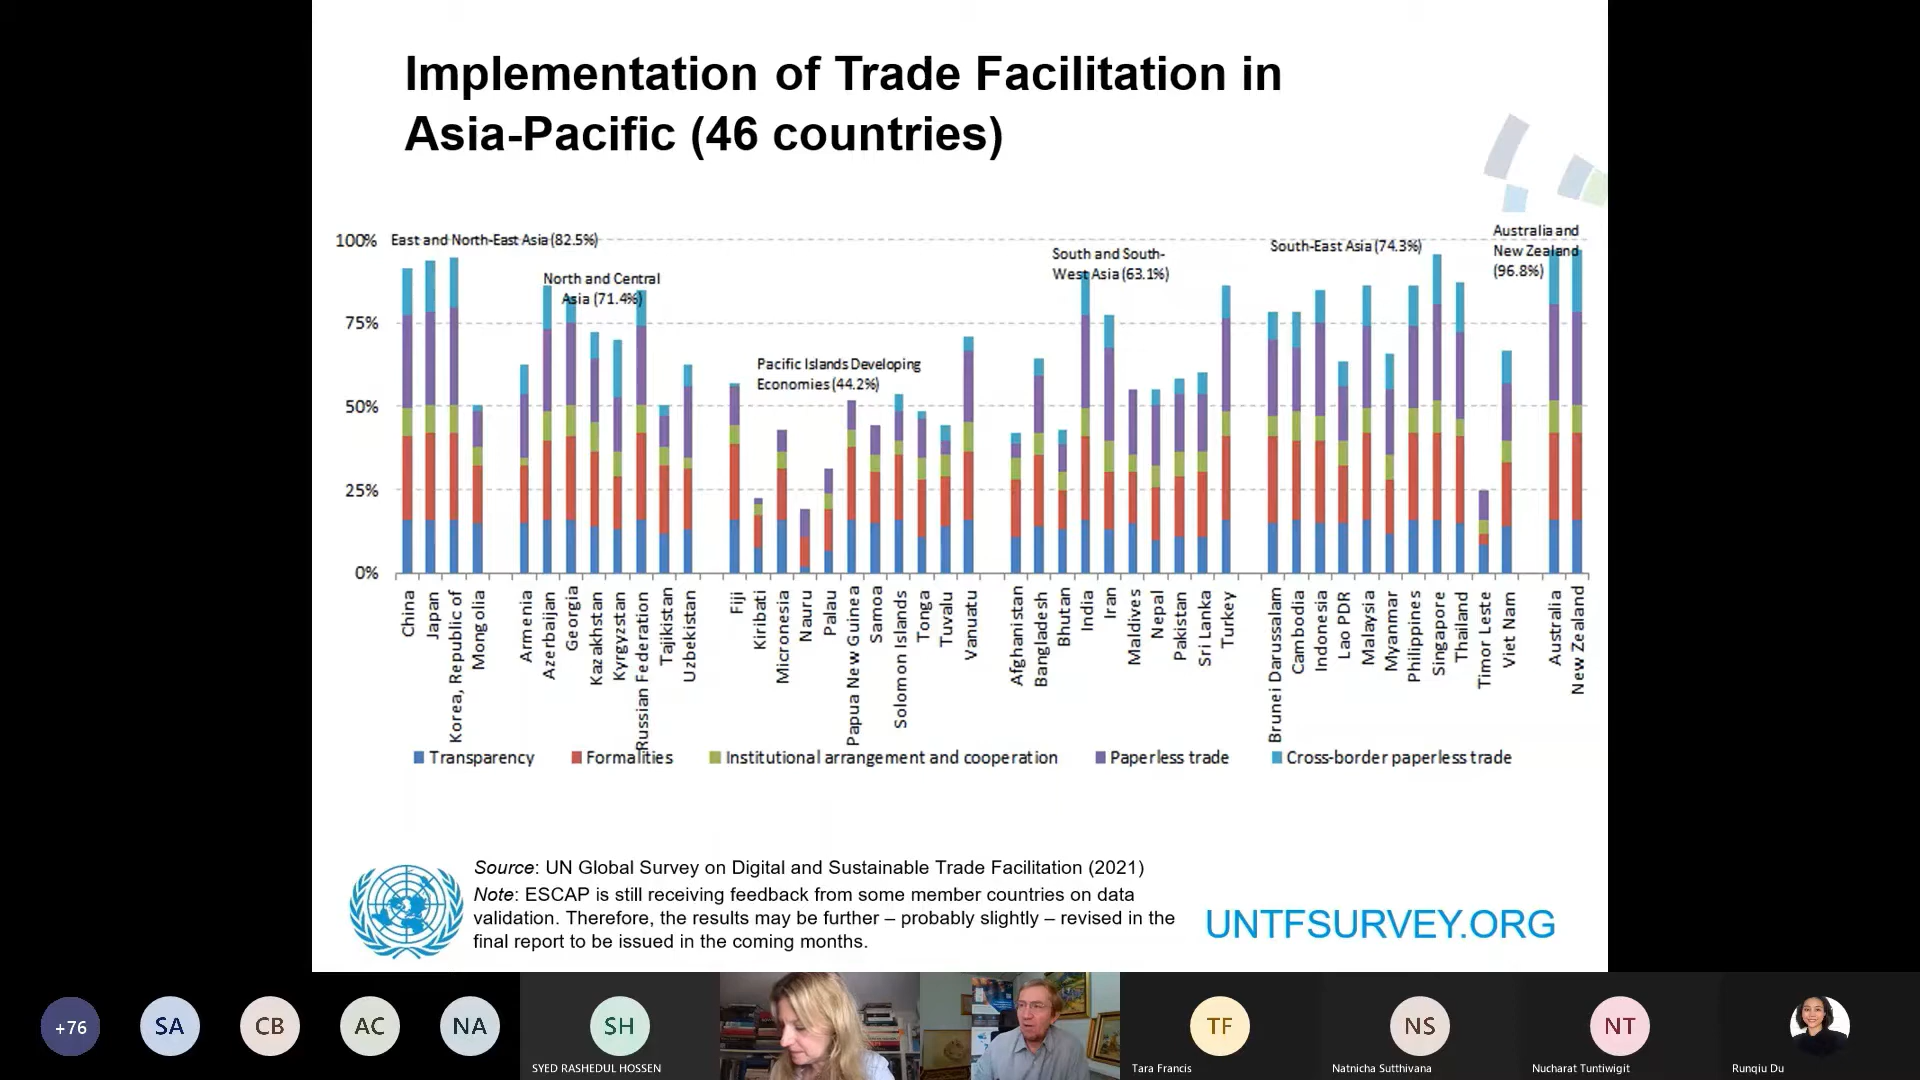 Implementation of Trade Facilitation in
Asia-Pacific (46 countries)
100%
75%
50%
25%
0%
East and North-East Asia (82.5%)
North and Central
Asia (71.4%)
Pacific Islands Developing
Economies (44.2%)
South and South-
West Asia (63.1%)
South-East Asia (74.3%)
Australia and
New Zealand
(96.8%)
China
Japan
Korea, Republic of
Mongolia
Armenia
Azerbaijan
Georgia
Kazakhstan
Kyrgyzstan
Russian Federation
Tajikistan
Uzbekistan
Fiji
Kiribati
Micronesia
Nauru
Palau
Papua New Guinea
Samoa
Solomon Islands
Tonga
Tuvalu
Vanuatu
Afghanistan
Bangladesh
Bhutan
India
Iran
Maldives
Nepal
Pakistan
Sri Lanka
Turkey
Brunei Darussalam
Cambodia
Indonesia
Lao PDR
Malaysia
Myanmar
Philippines
Singapore
Thailand
Timor Leste
Viet Nam
Australia
New Zealand
Transparency
Formalities
Institutional arrangement and cooperation
Paperless trade
Cross-border paperless trade
Source: UN Global Survey on Digital and Sustainable Trade Facilitation (2021)
Note: ESCAP is still receiving feedback from some member countries on data
validation. Therefore, the results may be further – probably slightly – revised in the
final report to be issued in the coming months.
UNTFSURVEY.ORG
+76
SA
CB
AC
NA
SH
SYED RASHEDUL HOSSEN
TF
Tara Francis
NS
Natnicha Sutthivana
NT
Nucharat Tuntiwigit
Runqiu Du